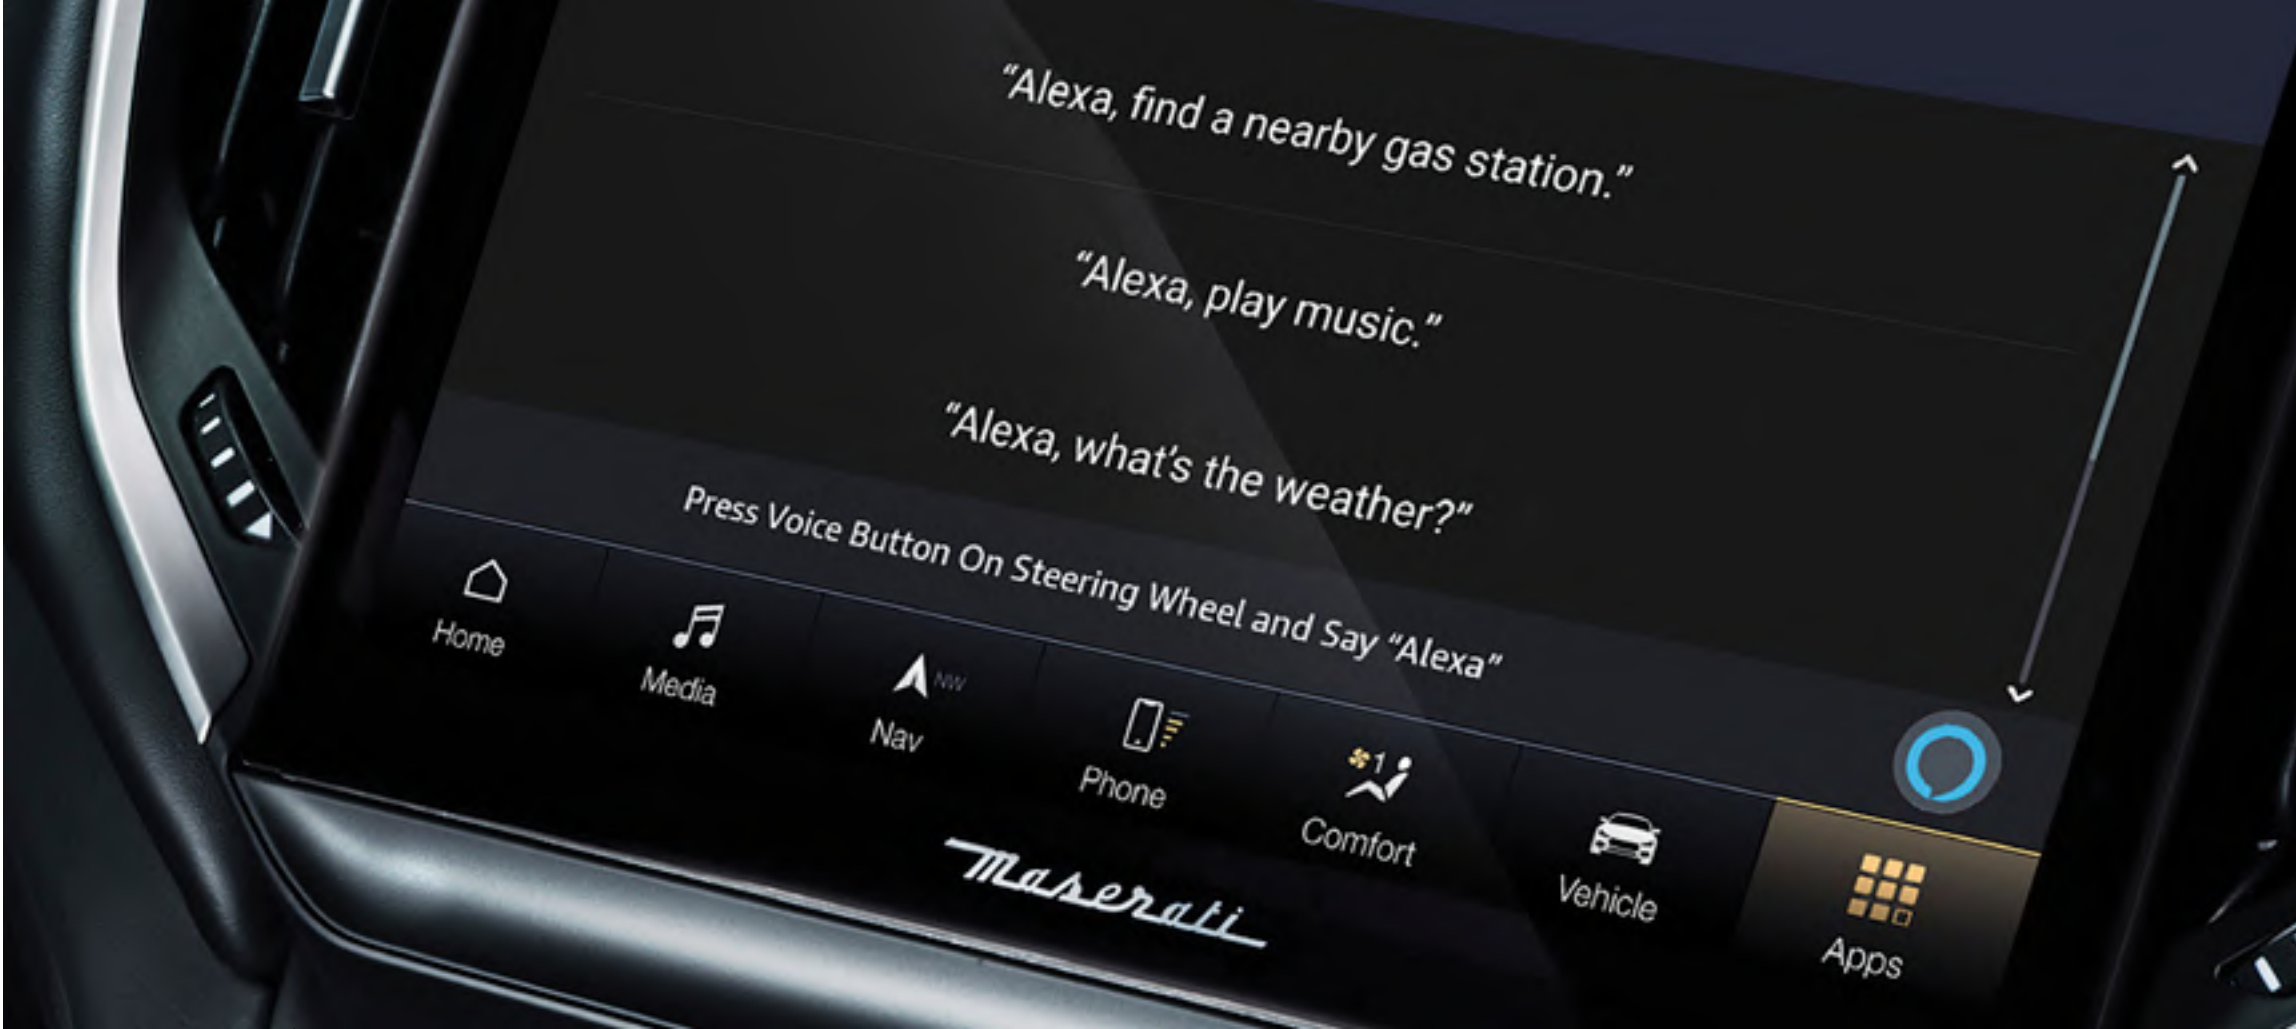 “Alexa, find a nearby gas station.”
“Alexa, play music.”
“Alexa, what's the weather?”
Press Voice Button On Steering Wheel and Say “Alexa”
Home
Media
NW
Nav
Phone
1
Comfort
Vehicle
Apps
Maserati